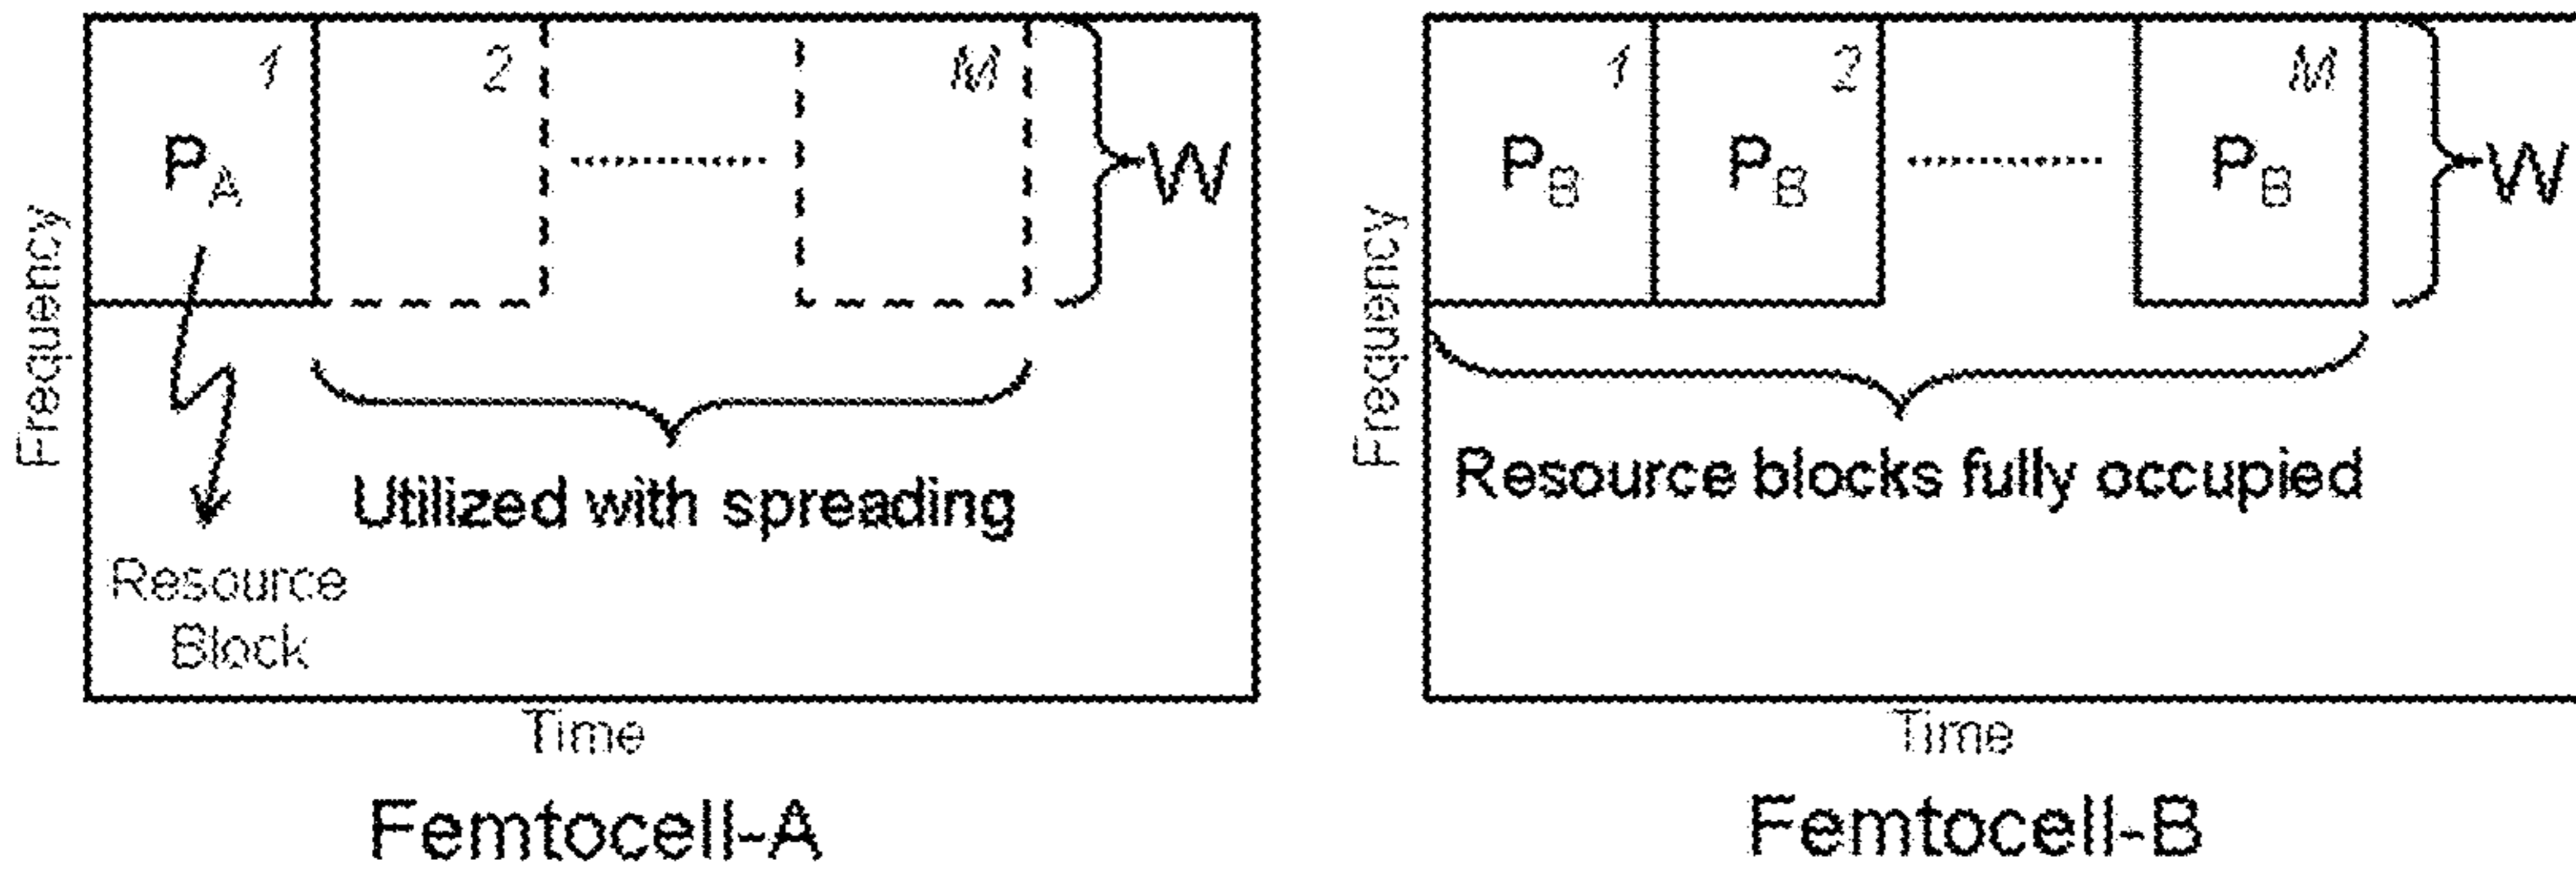 1 2 M
P_A W
Frequency
Utilized with spreading
Resource
Block
Time
Femtocell-A
1 2 M
P_B P_B P_B W
Frequency
Resource blocks fully occupied
Time
Femtocell-B